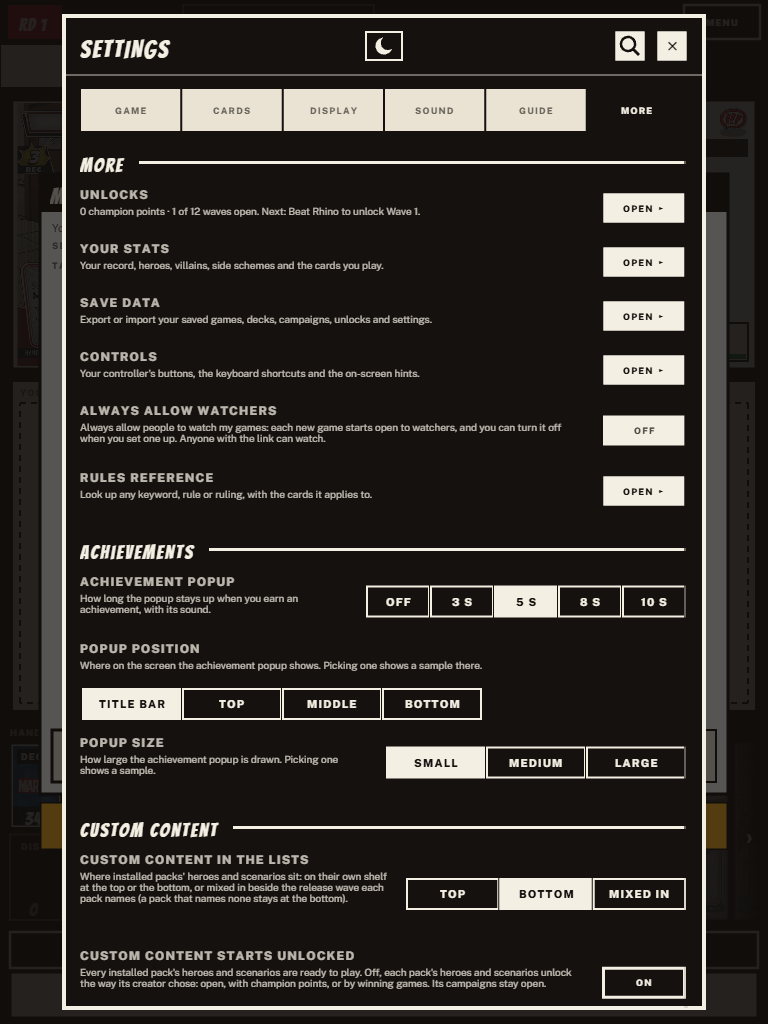 RD 1
MENU
SETTINGS
×
GAME
CARDS
DISPLAY
SOUND
GUIDE
MORE
MORE
UNLOCKS
0 champion points · 1 of 12 waves open. Next: Beat Rhino to unlock Wave 1.
OPEN ▸
YOUR STATS
Your record, heroes, villains, side schemes and the cards you play.
OPEN ▸
SAVE DATA
Export or import your saved games, decks, campaigns, unlocks and settings.
OPEN ▸
CONTROLS
Your controller's buttons, the keyboard shortcuts and the on-screen hints.
OPEN ▸
ALWAYS ALLOW WATCHERS
Always allow people to watch my games: each new game starts open to watchers, and you can turn it off
when you set one up. Anyone with the link can watch.
OFF
RULES REFERENCE
Look up any keyword, rule or ruling, with the cards it applies to.
OPEN ▸
ACHIEVEMENTS
ACHIEVEMENT POPUP
How long the popup stays up when you earn an
achievement, with its sound.
OFF
3 S
5 S
8 S
10 S
POPUP POSITION
Where on the screen the achievement popup shows. Picking one shows a sample there.
TITLE BAR
TOP
MIDDLE
BOTTOM
POPUP SIZE
How large the achievement popup is drawn. Picking one
shows a sample.
SMALL
MEDIUM
LARGE
CUSTOM CONTENT
CUSTOM CONTENT IN THE LISTS
Where installed packs' heroes and scenarios sit: on their own shelf
at the top or the bottom, or mixed in beside the release wave each
pack names (a pack that names none stays at the bottom).
TOP
BOTTOM
MIXED IN
CUSTOM CONTENT STARTS UNLOCKED
Every installed pack's heroes and scenarios are ready to play. Off, each pack's heroes and scenarios unlock
the way its creator chose: open, with champion points, or by winning games. Its campaigns stay open.
ON